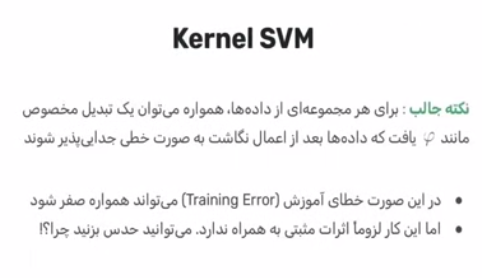 Kernel SVM
نکته جالب : برای هر مجموعه‌ای از داده‌ها، همواره می‌توان یک تبدیل مخصوص
مانند φ یافت که داده‌ها بعد از اعمال نگاشت به صورت خطی جدایی‌پذیر شوند
• در این صورت خطای آموزش (Training Error) می‌تواند همواره صفر شود
• اما این کار لزوماً اثرات مثبتی به همراه ندارد. می‌توانید حدس بزنید چرا؟!